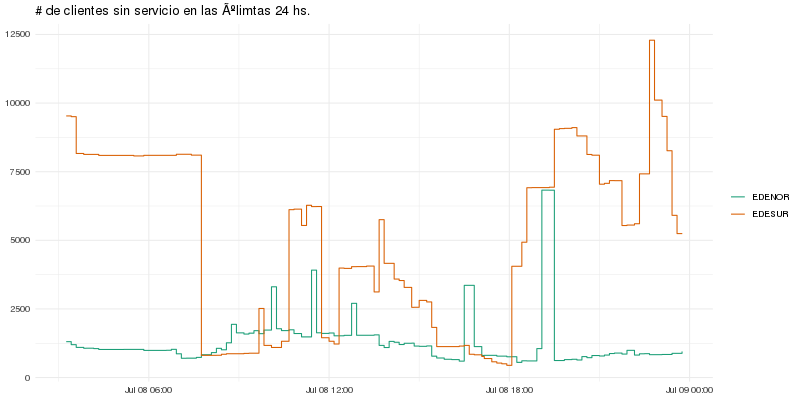 # de clientes sin servicio en las Ãºlimtas 24 hs.
12500
10000
7500
5000
2500
0
Jul 08 06:00
Jul 08 12:00
Jul 08 18:00
Jul 09 00:00
EDENOR
EDESUR